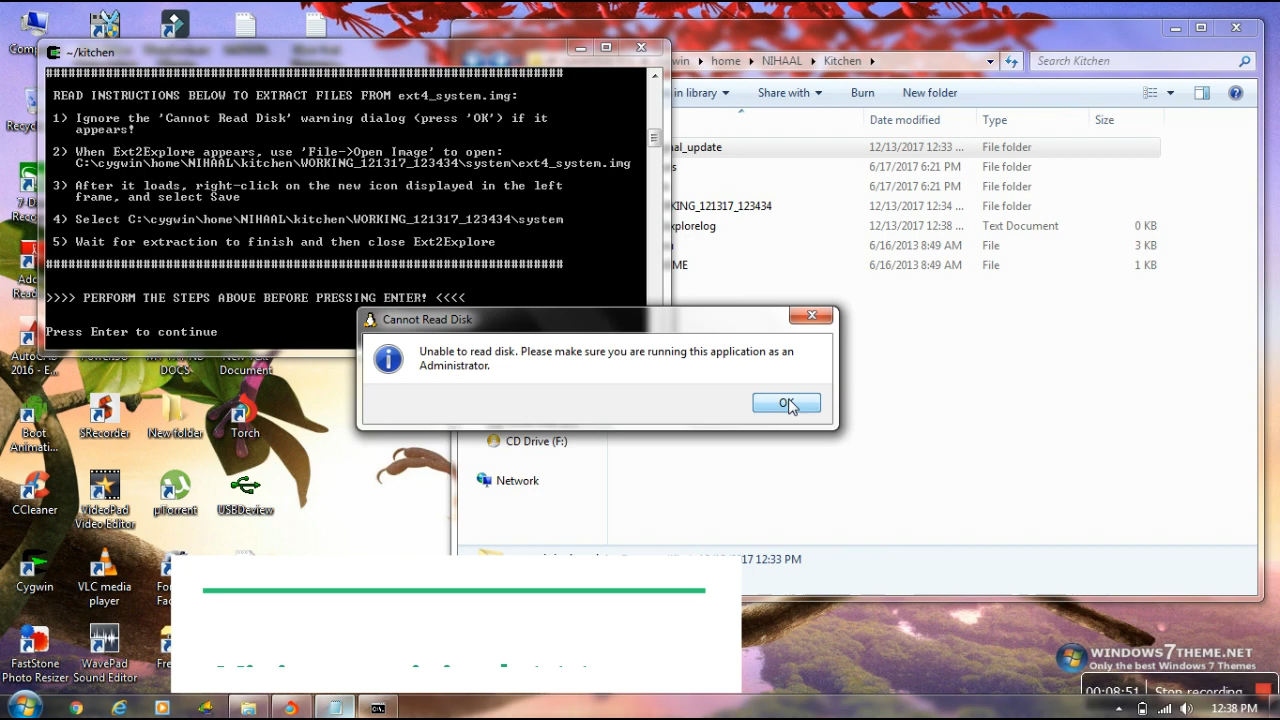 ~/kitchen
################################################################
READ INSTRUCTIONS BELOW TO EXTRACT FILES FROM ext4_system.img:
1) Ignore the 'Cannot Read Disk' warning dialog (press 'OK') if it
appears!
2) When Ext2Explore appears, use 'File->Open Image' to open:
C:\cygwin\home\NIHAAL\kitchen\WORKING_121317_123434\system\ext4_system.img
3) After it loads, right-click on the new icon displayed in the left
frame, and select Save
4) Select C:\cygwin\home\NIHAAL\kitchen\WORKING_121317_123434\system
5) Wait for extraction to finish and then close Ext2Explore
################################################################
>>>> PERFORM THE STEPS ABOVE BEFORE PRESSING ENTER! <<<<
Press Enter to continue
Cannot Read Disk
Unable to read disk. Please make sure you are running this application as an
Administrator.
OK
win home NIHAAL Kitchen
Search Kitchen
in library Share with Burn New folder
Date modified Type Size
al_update 12/13/2017 12:33 ... File folder
s 6/17/2017 6:21 PM File folder
6/17/2017 6:21 PM File folder
KING_121317_123434 12/13/2017 12:34 ... File folder
xplorelog 12/13/2017 12:38 ... Text Document 0 KB
6/16/2013 8:49 AM File 3 KB
ME 6/16/2013 8:49 AM File 1 KB
CD Drive (F:)
Network
17 12:33 PM
2016 - E...
DOCS
Document
Boot
Animati...
SRecorder
New folder
Torch
CCleaner
VideoPad
Video Editor
µTorrent
USBDeview
Cygwin
VLC media
player
FastStone
Photo Resizer
WavePad
Sound Editor
WINDOWS7THEME.NET
Only the best Windows 7 Themes
00:08:51 Stop recording
12:38 PM